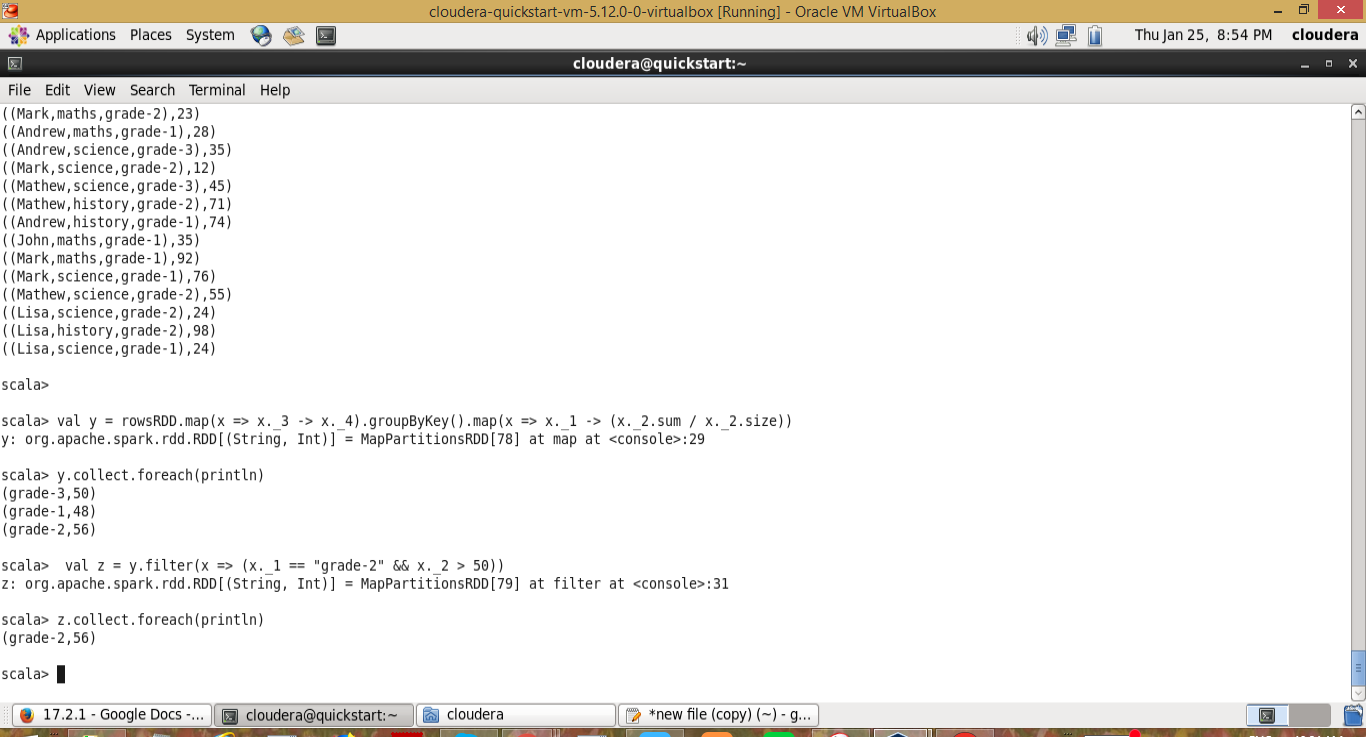 cloudera-quickstart-vm-5.12.0-0-virtualbox [Running] - Oracle VM VirtualBox
Applications Places System Thu Jan 25, 8:54 PM cloudera
cloudera@quickstart:~
File Edit View Search Terminal Help
((Mark,maths,grade-2),23)
((Andrew,maths,grade-1),28)
((Andrew,science,grade-3),35)
((Mark,science,grade-2),12)
((Mathew,science,grade-3),45)
((Mathew,history,grade-2),71)
((Andrew,history,grade-1),74)
((John,maths,grade-1),35)
((Mark,maths,grade-1),92)
((Mark,science,grade-1),76)
((Mathew,science,grade-2),55)
((Lisa,science,grade-2),24)
((Lisa,history,grade-2),98)
((Lisa,science,grade-1),24)
scala>
scala> val y = rowsRDD.map(x => x._3 -> x._4).groupByKey().map(x => x._1 -> (x._2.sum / x._2.size))
y: org.apache.spark.rdd.RDD[(String, Int)] = MapPartitionsRDD[78] at map at <console>:29
scala> y.collect.foreach(println)
(grade-3,50)
(grade-1,48)
(grade-2,56)
scala>  val z = y.filter(x => (x._1 == "grade-2" && x._2 > 50))
z: org.apache.spark.rdd.RDD[(String, Int)] = MapPartitionsRDD[79] at filter at <console>:31
scala> z.collect.foreach(println)
(grade-2,56)
scala>
17.2.1 - Google Docs -... cloudera@quickstart:~ cloudera *new file (copy) (~) - g...